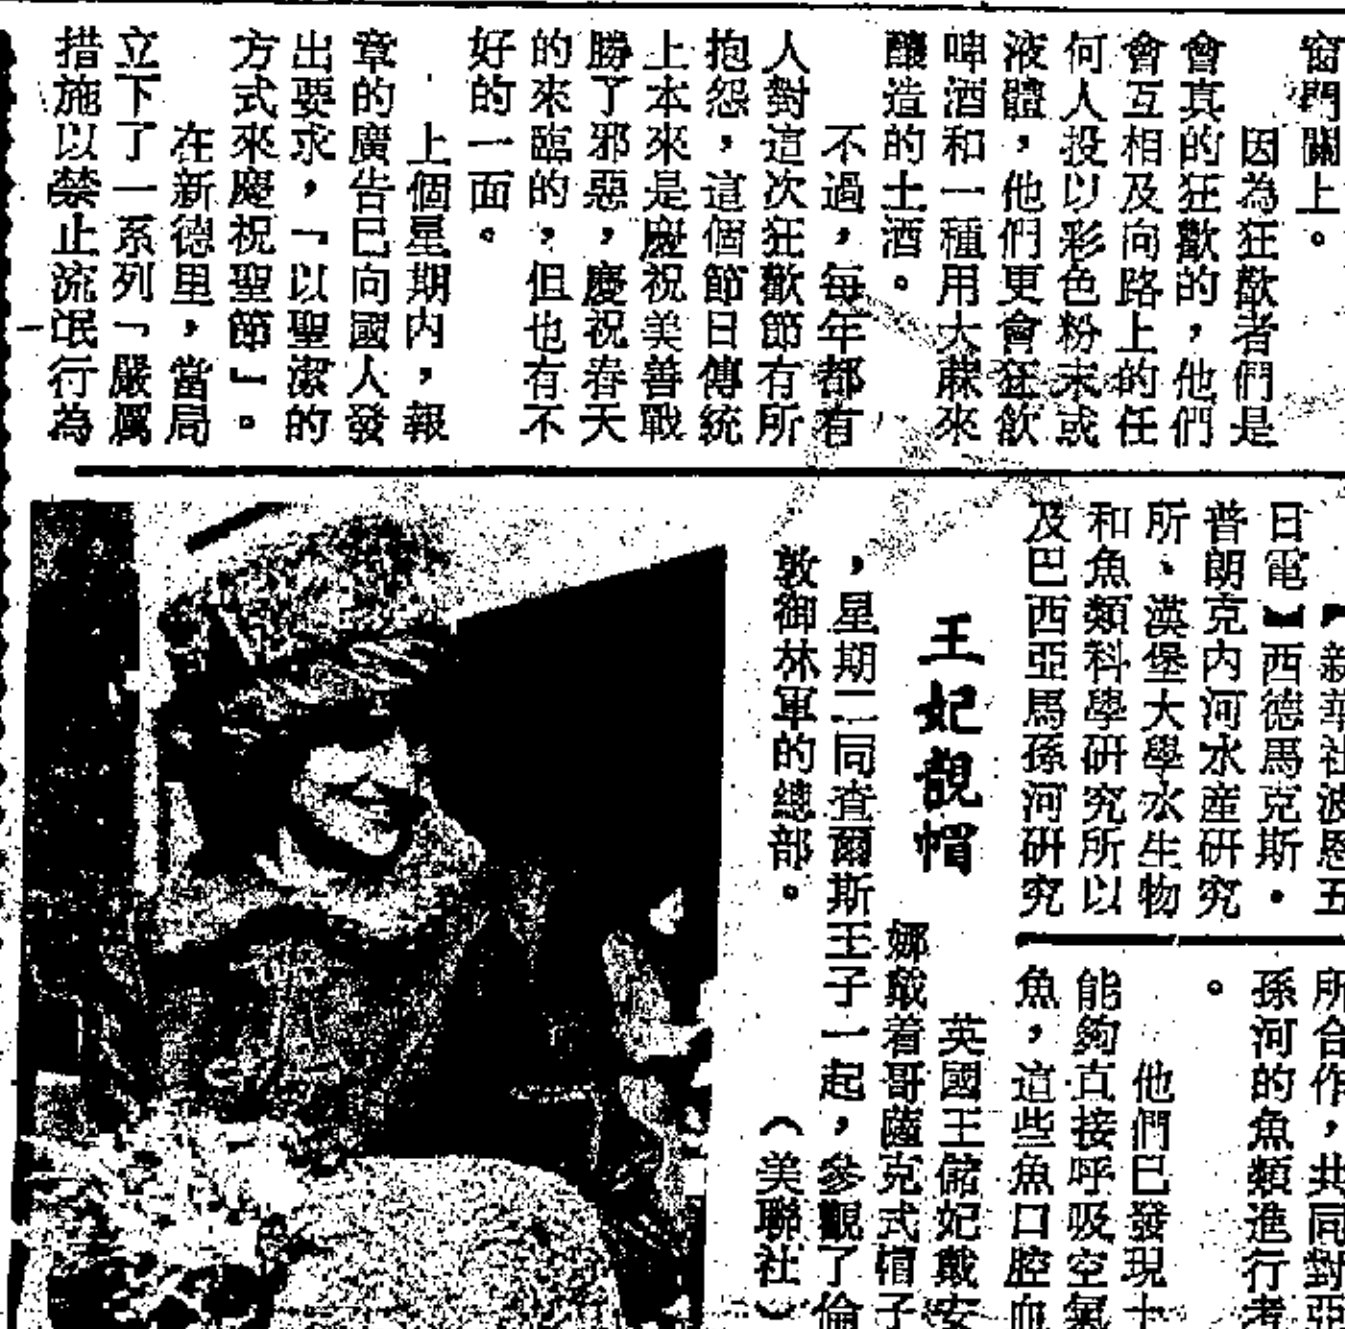 窗門關上。
因為狂歡者們是
會真的狂歡的，他們
會互相及向路上的任
何人投以彩色粉末或
液體，他們更會狂飲
啤酒和一種用大蔴來
釀造的土酒。
不過，每年都有
人對這次狂歡節有所
抱怨，這個節日傳統
上本來是慶祝美善戰
勝了邪惡，慶祝春天
的來臨的，但也有不
好的一面。
上個星期內，報
章的廣告已向國人發
出要求，「以聖潔的
方式來慶祝聖節」。
在新德里，當局
立下了一系列「嚴厲
措施以禁止流氓行為
【新華社波恩五
日電】西德馬克斯·
普朗克內河水產研究
所、漢堡大學水生物
和魚類科學研究所以
及巴西亞馬孫河研究
所合作，共同對亞
孫河的魚類進行考
。
他們已發現十
能夠直接呼吸空氣
魚，這些魚口腔血
王妃靚帽
英國王儲妃戴安
娜戴着哥薩克式帽子
，星期二同查爾斯王子一起，參觀了倫
敦御林軍的總部。
（美聯社）